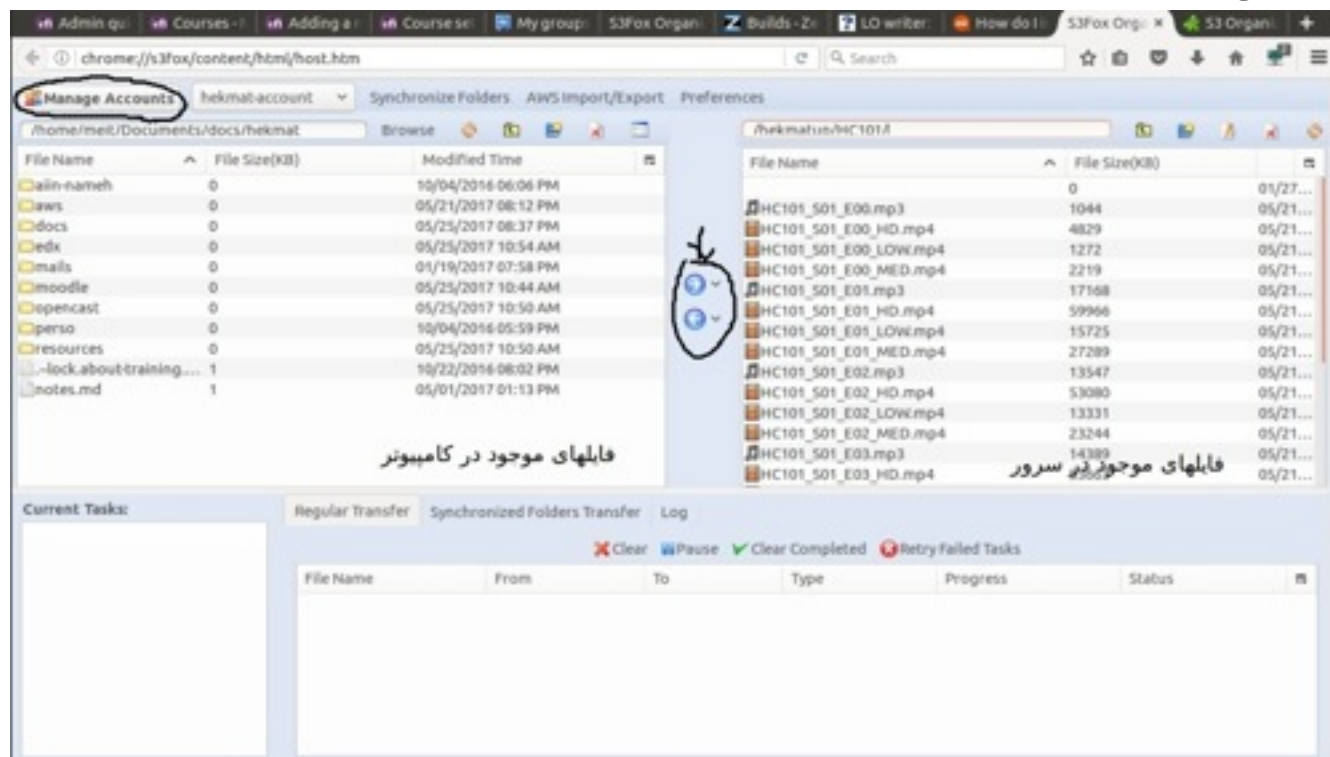 Admin qu Courses - Adding a Course se My group S3Fox Organi Builds - Z LO writer: How do I S3Fox Org S3 Organi
chrome://s3fox/content/html/host.htm Search
Manage Accounts hekmat-account Synchronize Folders AWS Import/Export Preferences
/home/meit/Documents/docs/hekmat Browse
File Name File Size(KB) Modified Time
aiin-nameh 0 10/04/2016 06:06 PM
aws 0 05/21/2017 08:12 PM
docs 0 05/25/2017 08:37 PM
edx 0 05/25/2017 10:54 AM
mails 0 01/19/2017 07:58 PM
moodle 0 05/25/2017 10:44 AM
opencast 0 05/25/2017 10:50 AM
perso 0 10/04/2016 05:59 PM
resources 0 05/25/2017 10:50 AM
.~lock.about-training.... 1 10/22/2016 08:02 PM
notes.md 1 05/01/2017 01:13 PM
فایلهای موجود در کامپیوتر
/hekmatus/HC101/
File Name File Size(KB)
0 01/27...
HC101_S01_E00.mp3 1044 05/21...
HC101_S01_E00_HD.mp4 4829 05/21...
HC101_S01_E00_LOW.mp4 1272 05/21...
HC101_S01_E00_MED.mp4 2219 05/21...
HC101_S01_E01.mp3 17168 05/21...
HC101_S01_E01_HD.mp4 59966 05/21...
HC101_S01_E01_LOW.mp4 15725 05/21...
HC101_S01_E01_MED.mp4 27289 05/21...
HC101_S01_E02.mp3 13547 05/21...
HC101_S01_E02_HD.mp4 53080 05/21...
HC101_S01_E02_LOW.mp4 13331 05/21...
HC101_S01_E02_MED.mp4 23244 05/21...
HC101_S01_E03.mp3 14389 05/21...
HC101_S01_E03_HD.mp4 05/21...
فایلهای موجود در سرور
Current Tasks:
Regular Transfer Synchronized Folders Transfer Log
Clear Pause Clear Completed Retry Failed Tasks
File Name From To Type Progress Status